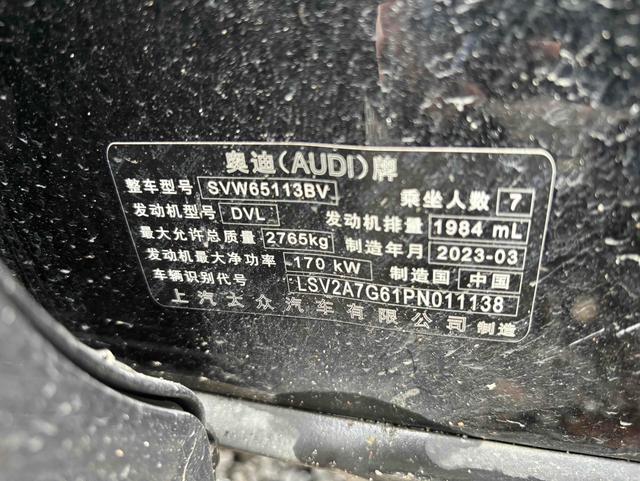 奥迪(AUDI)牌
整车型号 SVW65113BV 乘坐人数 7
发动机型号 DVL 发动机排量 1984 mL
最大允许总质量 2765kg 制造年月 2023-03
发动机最大净功率 170 kW 制造国 中国
车辆识别代号 LSV2A7G61PN011138
上汽大众汽车有限公司 制造